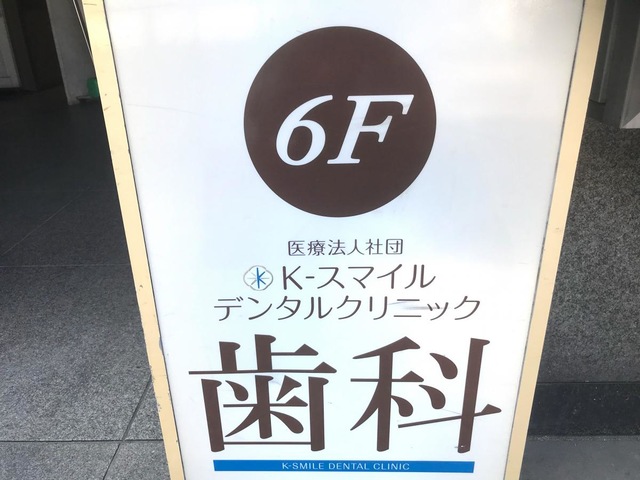 6F
医療法人社団
K-スマイル
デンタルクリニック
歯科
K-SMILE DENTAL CLINIC